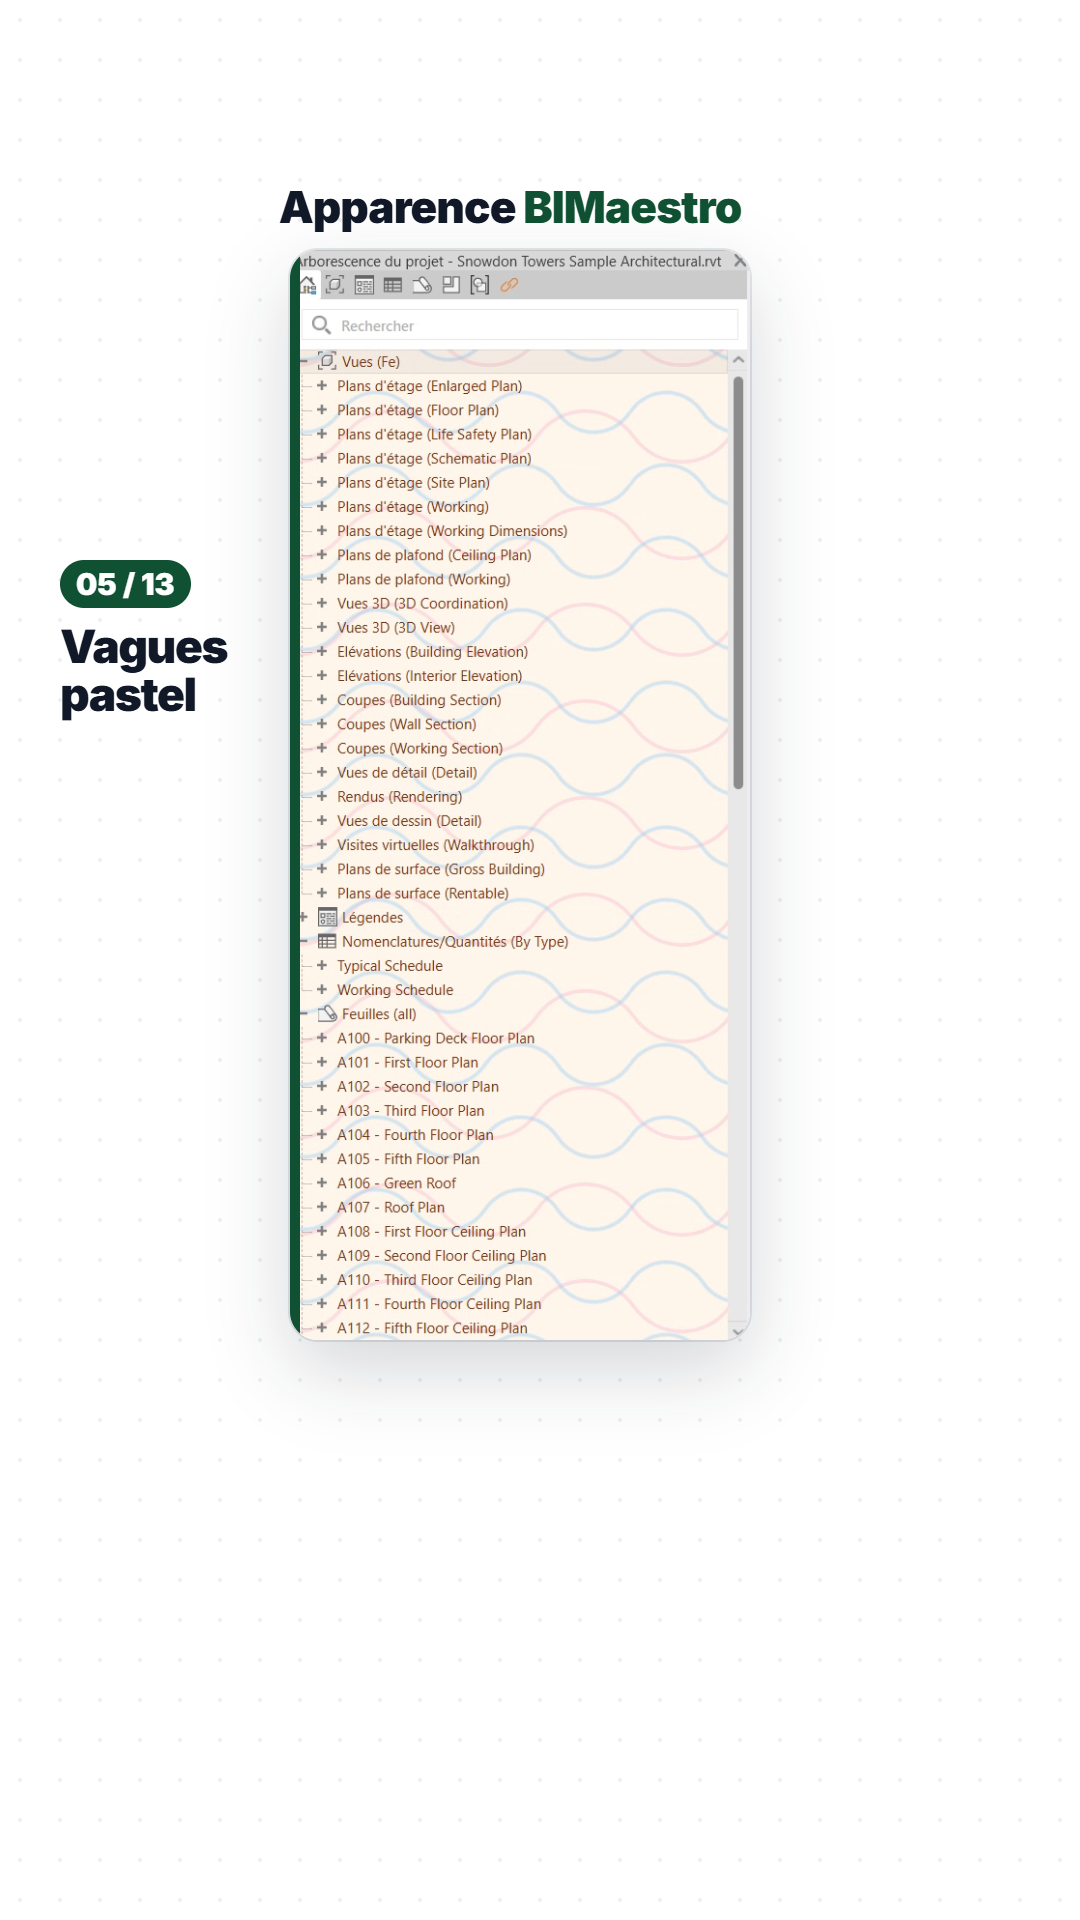 Apparence BIMaestro
Arborescence du projet - Snowdon Towers Sample Architectural.rvt
Rechercher
Vues (Fe)
Plans d'étage (Enlarged Plan)
Plans d'étage (Floor Plan)
Plans d'étage (Life Safety Plan)
Plans d'étage (Schematic Plan)
Plans d'étage (Site Plan)
Plans d'étage (Working)
Plans d'étage (Working Dimensions)
Plans de plafond (Ceiling Plan)
Plans de plafond (Working)
Vues 3D (3D Coordination)
Vues 3D (3D View)
Elévations (Building Elevation)
Elévations (Interior Elevation)
Coupes (Building Section)
Coupes (Wall Section)
Coupes (Working Section)
Vues de détail (Detail)
Rendus (Rendering)
Vues de dessin (Detail)
Visites virtuelles (Walkthrough)
Plans de surface (Gross Building)
Plans de surface (Rentable)
Légendes
Nomenclatures/Quantités (By Type)
Typical Schedule
Working Schedule
Feuilles (all)
A100 - Parking Deck Floor Plan
A101 - First Floor Plan
A102 - Second Floor Plan
A103 - Third Floor Plan
A104 - Fourth Floor Plan
A105 - Fifth Floor Plan
A106 - Green Roof
A107 - Roof Plan
A108 - First Floor Ceiling Plan
A109 - Second Floor Ceiling Plan
A110 - Third Floor Ceiling Plan
A111 - Fourth Floor Ceiling Plan
A112 - Fifth Floor Ceiling Plan
05 / 13
Vagues
pastel